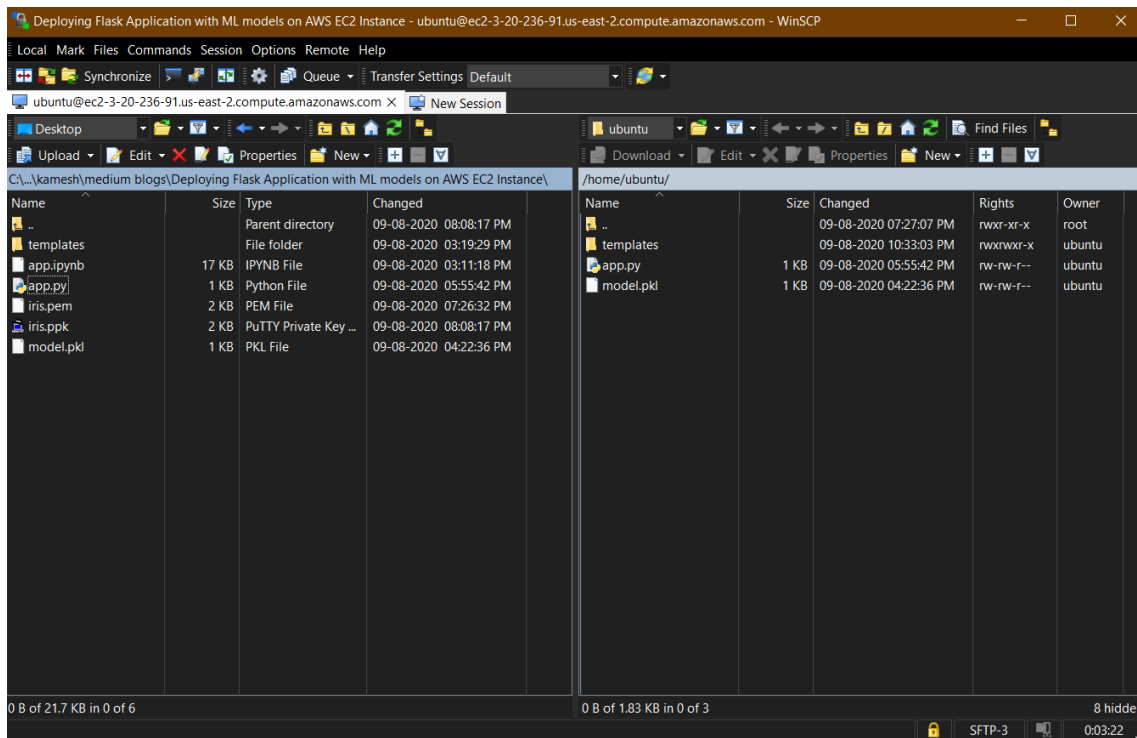 Deploying Flask Application with ML models on AWS EC2 Instance - ubuntu@ec2-3-20-236-91.us-east-2.compute.amazonaws.com - WinSCP
Local Mark Files Commands Session Options Remote Help
Synchronize Queue Transfer Settings Default
ubuntu@ec2-3-20-236-91.us-east-2.compute.amazonaws.com New Session
Desktop ubuntu Find Files
Upload Edit Properties New Download Edit Properties New
C:\...\kamesh\medium blogs\Deploying Flask Application with ML models on AWS EC2 Instance\ /home/ubuntu/
Name Size Type Changed Name Size Changed Rights Owner
.. Parent directory 09-08-2020 08:08:17 PM .. 09-08-2020 07:27:07 PM rwxr-xr-x root
templates File folder 09-08-2020 03:19:29 PM templates 09-08-2020 10:33:03 PM rwxrwxr-x ubuntu
app.ipynb 17 KB IPYNB File 09-08-2020 03:11:18 PM app.py 1 KB 09-08-2020 05:55:42 PM rw-rw-r-- ubuntu
app.py 1 KB Python File 09-08-2020 05:55:42 PM model.pkl 1 KB 09-08-2020 04:22:36 PM rw-rw-r-- ubuntu
iris.pem 2 KB PEM File 09-08-2020 07:26:32 PM
iris.ppk 2 KB PuTTY Private Key ... 09-08-2020 08:08:17 PM
model.pkl 1 KB PKL File 09-08-2020 04:22:36 PM
0 B of 21.7 KB in 0 of 6 0 B of 1.83 KB in 0 of 3 8 hidde
SFTP-3 0:03:22